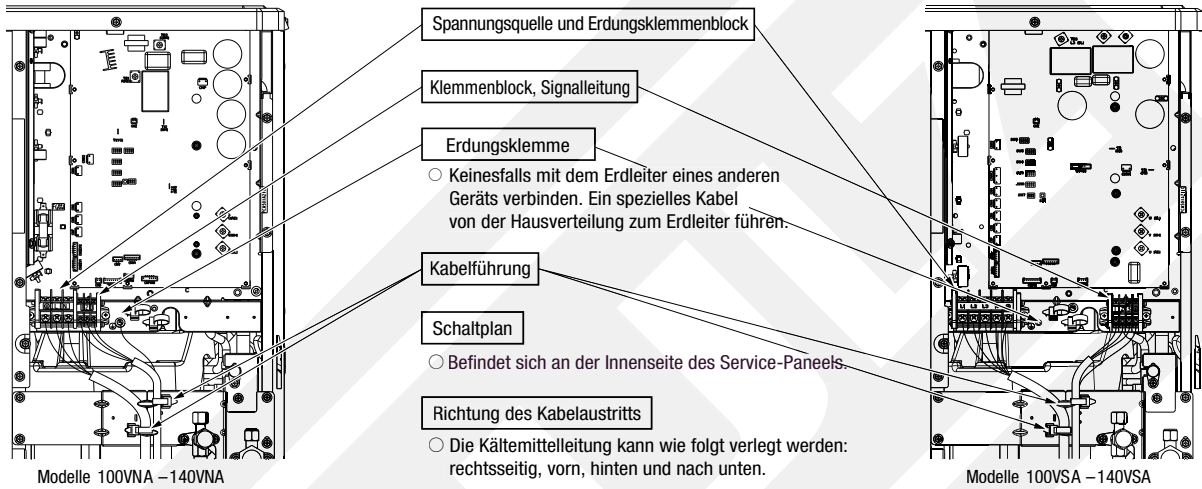 Spannungsquelle und Erdungsklemmenblock
Klemmenblock, Signalleitung
Erdungsklemme
○ Keinesfalls mit dem Erdleiter eines anderen
Geräts verbinden. Ein spezielles Kabel
von der Hausverteilung zum Erdleiter führen.
Kabelführung
Schaltplan
○ Befindet sich an der Innenseite des Service-Paneels.
Richtung des Kabelaustritts
○ Die Kältemittelleitung kann wie folgt verlegt werden:
rechtsseitig, vorn, hinten und nach unten.
Modelle 100VNA –140VNA
Modelle 100VSA –140VSA